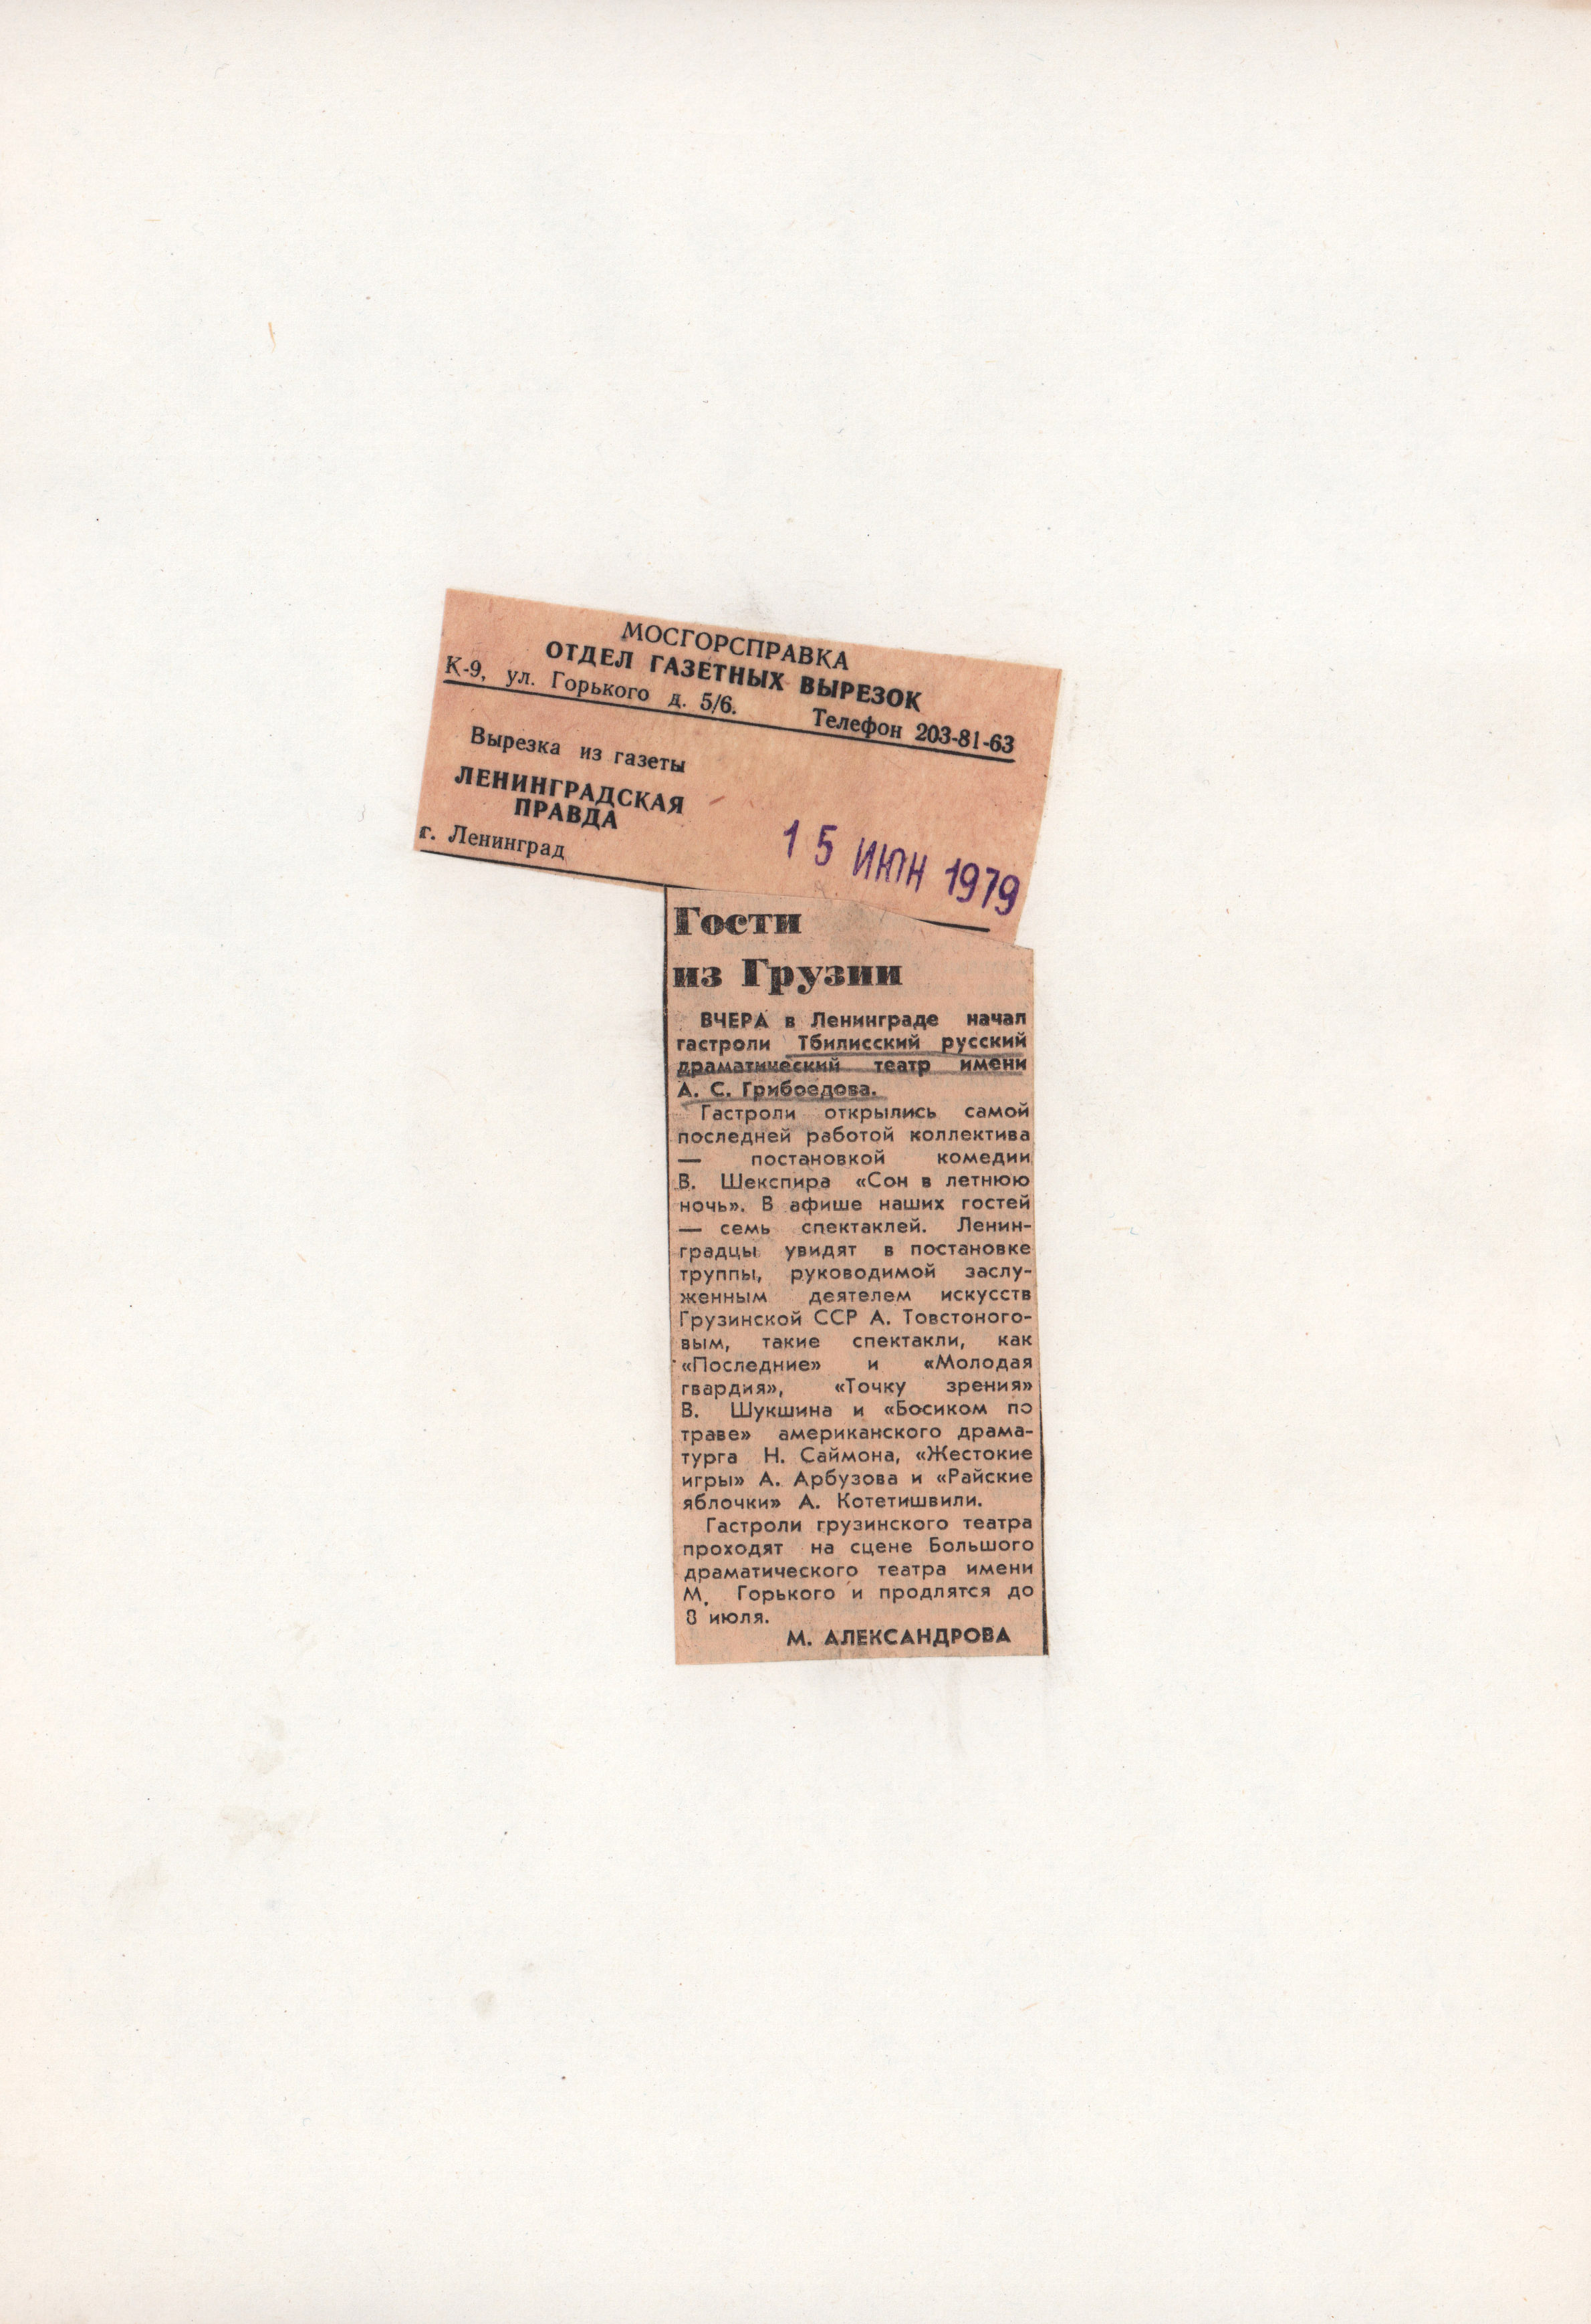 МОСГОРСПРАВКА
ОТДЕЛ ГАЗЕТНЫХ ВЫРЕЗОК
К-9, ул. Горького д. 5/6. Телефон 203-81-63
Вырезка из газеты
ЛЕНИНГРАДСКАЯ
ПРАВДА
г. Ленинград
15 ИЮН 1979
Гости
из Грузии
ВЧЕРА в Ленинграде начал
гастроли Тбилисский русский
драматический театр имени
А. С. Грибоедова.
Гастроли открылись самой
последней работой коллектива
— постановкой комедии
В. Шекспира «Сон в летнюю
ночь». В афише наших гостей
— семь спектаклей. Ленин-
градцы увидят в постановке
труппы, руководимой заслу-
женным деятелем искусств
Грузинской ССР А. Товстоного-
вым, такие спектакли, как
«Последние» и «Молодая
гвардия», «Точку зрения»
В. Шукшина и «Босиком по
траве» американского драма-
турга Н. Саймона, «Жестокие
игры» А. Арбузова и «Райские
яблочки» А. Котетишвили.
Гастроли грузинского театра
проходят на сцене Большого
драматического театра имени
М. Горького и продлятся до
8 июля.
М. АЛЕКСАНДРОВА